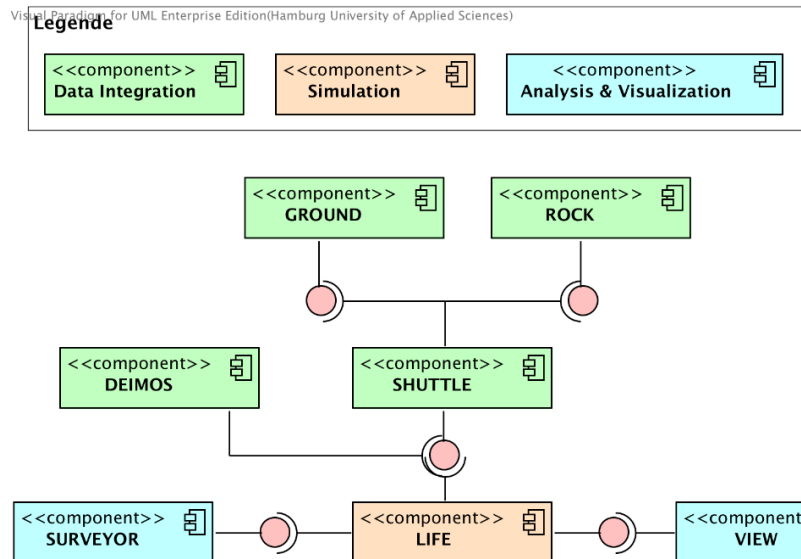 Visual Paradigm for UML Enterprise Edition(Hamburg University of Applied Sciences)
Legende
<<component>>
Data Integration
<<component>>
Simulation
<<component>>
Analysis & Visualization
<<component>>
GROUND
<<component>>
ROCK
<<component>>
DEIMOS
<<component>>
SHUTTLE
<<component>>
SURVEYOR
<<component>>
LIFE
<<compone
VIEW